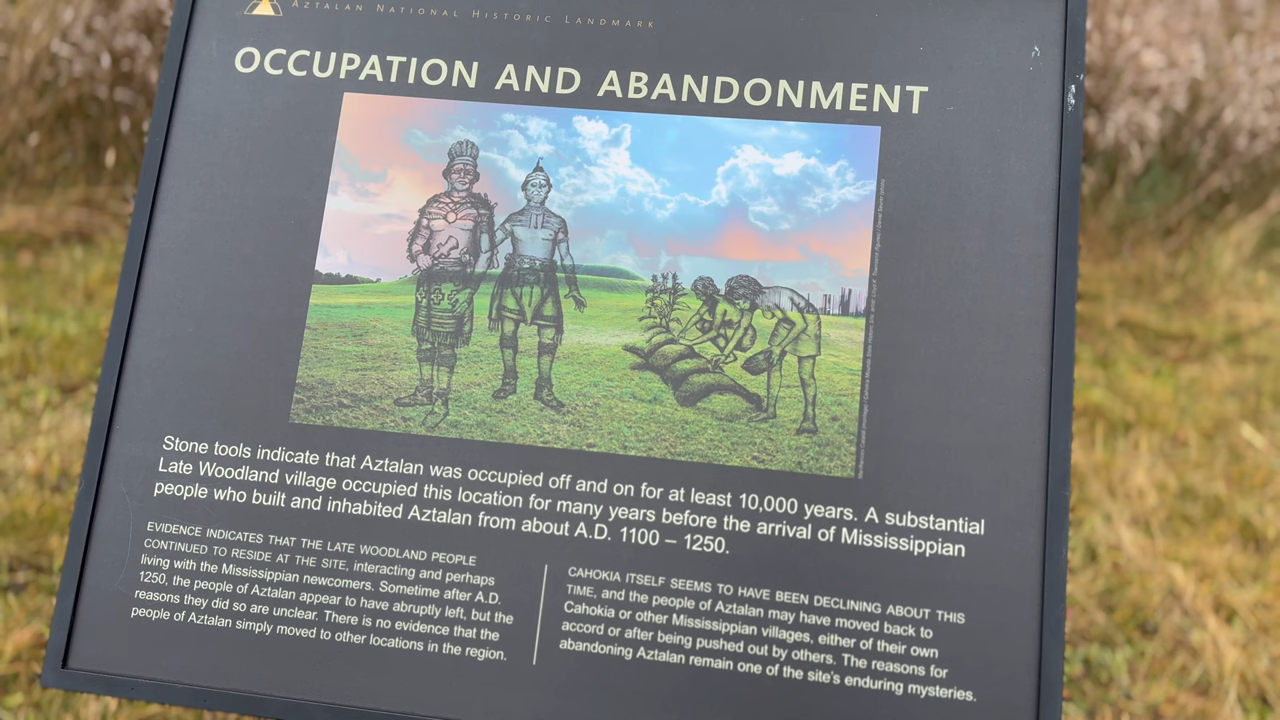 AZTALAN NATIONAL HISTORIC LANDMARK
OCCUPATION AND ABANDONMENT
Stone tools indicate that Aztalan was occupied off and on for at least 10,000 years. A substantial
Late Woodland village occupied this location for many years before the arrival of Mississippian
people who built and inhabited Aztalan from about A.D. 1100 – 1250.
EVIDENCE INDICATES THAT THE LATE WOODLAND PEOPLE
CONTINUED TO RESIDE AT THE SITE, interacting and perhaps
living with the Mississippian newcomers. Sometime after A.D.
1250, the people of Aztalan appear to have abruptly left, but the
reasons they did so are unclear. There is no evidence that the
people of Aztalan simply moved to other locations in the region.
CAHOKIA ITSELF SEEMS TO HAVE BEEN DECLINING ABOUT THIS
TIME, and the people of Aztalan may have moved back to
Cahokia or other Mississippian villages, either of their own
accord or after being pushed out by others. The reasons for
abandoning Aztalan remain one of the site's enduring mysteries.